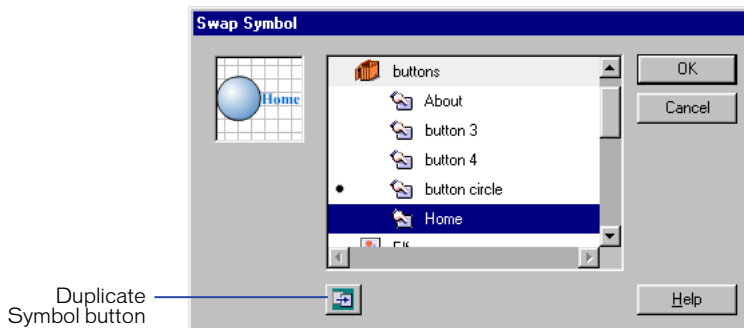 Swap Symbol
Home
buttons
About
button 3
button 4
button circle
Home
OK
Cancel
Duplicate
Symbol button
Help